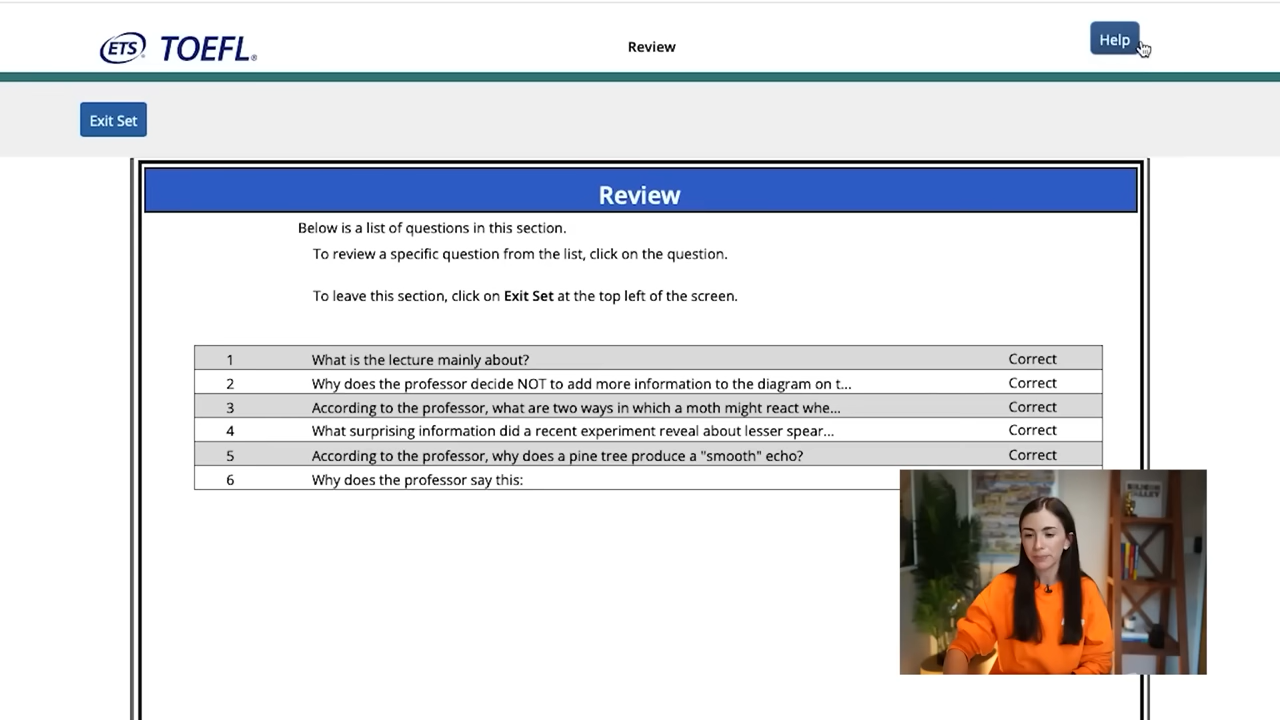 ETS TOEFL®
Review
Help
Exit Set
Review
Below is a list of questions in this section.
To review a specific question from the list, click on the question.
To leave this section, click on Exit Set at the top left of the screen.
1 What is the lecture mainly about? Correct
2 Why does the professor decide NOT to add more information to the diagram on t... Correct
3 According to the professor, what are two ways in which a moth might react whe... Correct
4 What surprising information did a recent experiment reveal about lesser spear... Correct
5 According to the professor, why does a pine tree produce a "smooth" echo? Correct
6 Why does the professor say this: